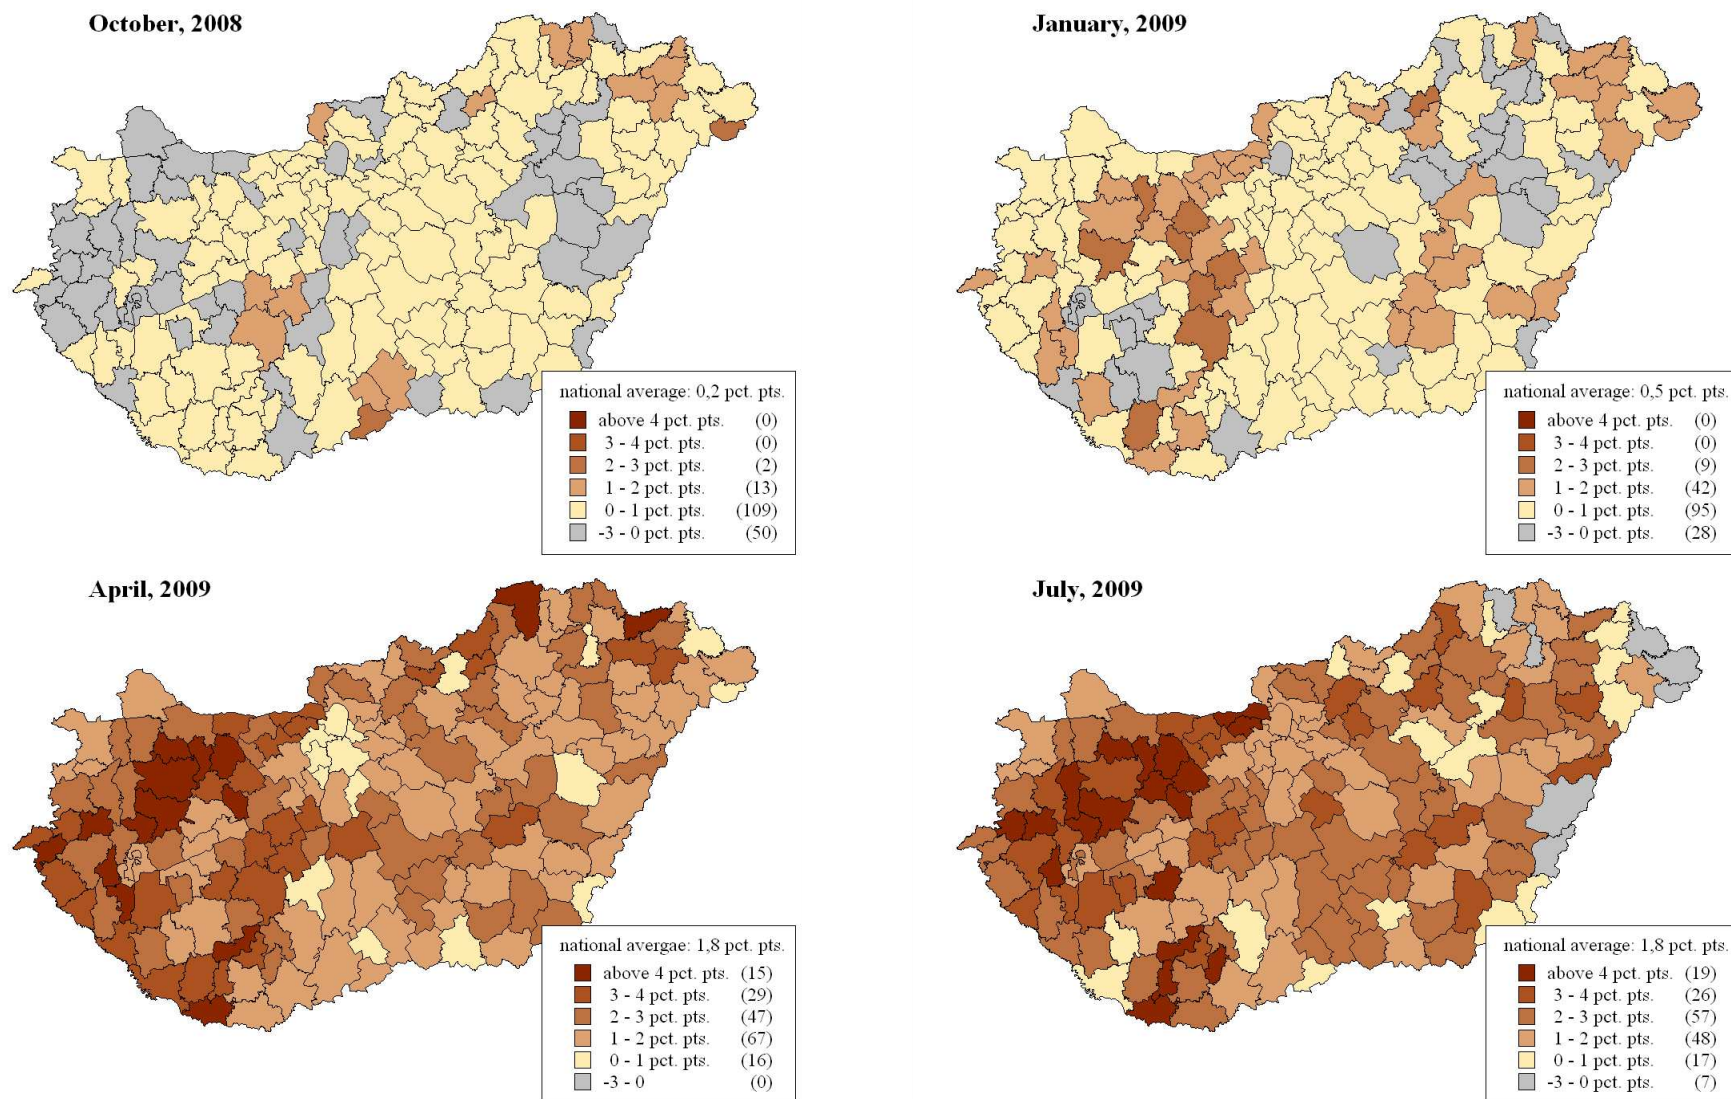 October, 2008
national average: 0,2 pct. pts.
above 4 pct. pts. (0)
3 - 4 pct. pts. (0)
2 - 3 pct. pts. (2)
1 - 2 pct. pts. (13)
0 - 1 pct. pts. (109)
-3 - 0 pct. pts. (50)
January, 2009
national average: 0,5 pct. pts.
above 4 pct. pts. (0)
3 - 4 pct. pts. (0)
2 - 3 pct. pts. (9)
1 - 2 pct. pts. (42)
0 - 1 pct. pts. (95)
-3 - 0 pct. pts. (28)
April, 2009
national avergae: 1,8 pct. pts.
above 4 pct. pts. (15)
3 - 4 pct. pts. (29)
2 - 3 pct. pts. (47)
1 - 2 pct. pts. (67)
0 - 1 pct. pts. (16)
-3 - 0 (0)
July, 2009
national average: 1,8 pct. pts.
above 4 pct. pts. (19)
3 - 4 pct. pts. (26)
2 - 3 pct. pts. (57)
1 - 2 pct. pts. (48)
0 - 1 pct. pts. (17)
-3 - 0 pct. pts. (7)